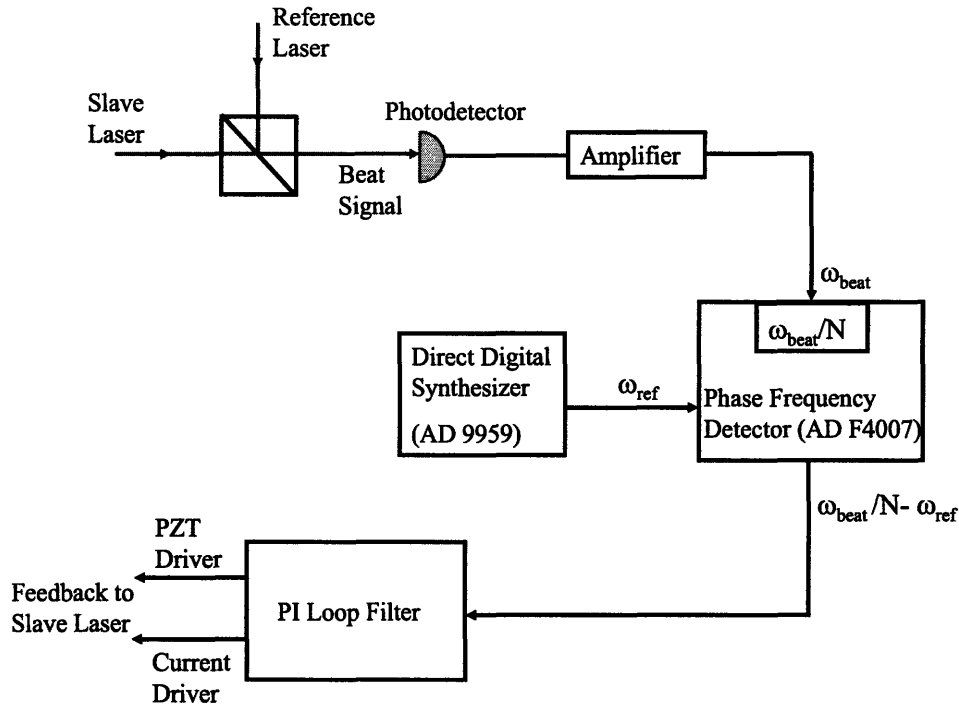 Reference
Laser
Slave
Laser
Photodetector
Beat
Signal
Amplifier
ω_beat
ω_beat/N
Direct Digital
Synthesizer
(AD 9959)
ω_ref
Phase Frequency
Detector (AD F4007)
ω_beat /N- ω_ref
PZT
Driver
Feedback to
Slave Laser
PI Loop Filter
Current
Driver